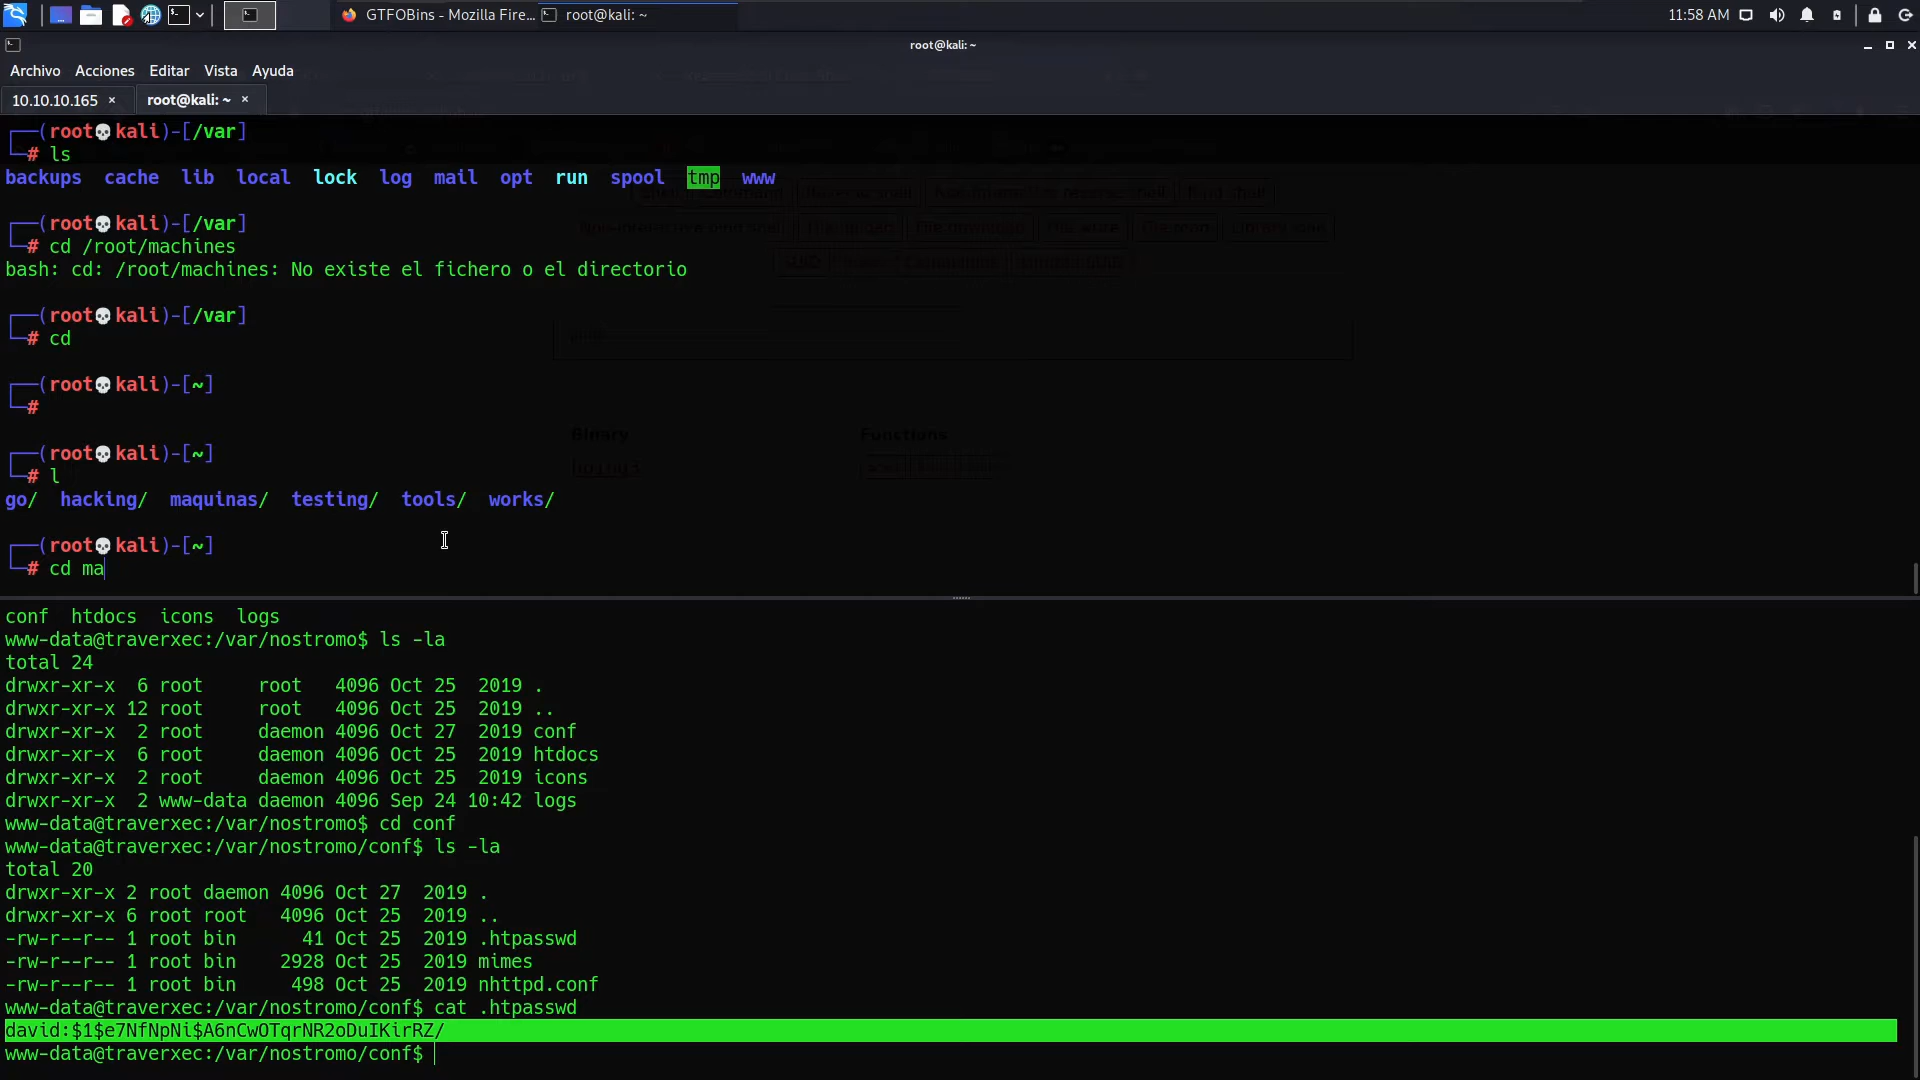 GTFOBins - Mozilla Fire...
root@kali: ~
11:58 AM
root@kali: ~
Archivo Acciones Editar Vista Ayuda
10.10.10.165 ×
root@kali: ~ ×
┌──(root💀kali)-[/var]
└─# ls
backups cache lib local lock log mail opt run spool tmp www
┌──(root💀kali)-[/var]
└─# cd /root/machines
bash: cd: /root/machines: No existe el fichero o el directorio
┌──(root💀kali)-[/var]
└─# cd
┌──(root💀kali)-[~]
└─#
┌──(root💀kali)-[~]
└─# l
go/ hacking/ maquinas/ testing/ tools/ works/
┌──(root💀kali)-[~]
└─# cd ma
Binary Functions
conf htdocs icons logs
www-data@traverxec:/var/nostromo$ ls -la
total 24
drwxr-xr-x 6 root root 4096 Oct 25 2019 .
drwxr-xr-x 12 root root 4096 Oct 25 2019 ..
drwxr-xr-x 2 root daemon 4096 Oct 27 2019 conf
drwxr-xr-x 6 root daemon 4096 Oct 25 2019 htdocs
drwxr-xr-x 2 root daemon 4096 Oct 25 2019 icons
drwxr-xr-x 2 www-data daemon 4096 Sep 24 10:42 logs
www-data@traverxec:/var/nostromo$ cd conf
www-data@traverxec:/var/nostromo/conf$ ls -la
total 20
drwxr-xr-x 2 root daemon 4096 Oct 27 2019 .
drwxr-xr-x 6 root root 4096 Oct 25 2019 ..
-rw-r--r-- 1 root bin 41 Oct 25 2019 .htpasswd
-rw-r--r-- 1 root bin 2928 Oct 25 2019 mimes
-rw-r--r-- 1 root bin 498 Oct 25 2019 nhttpd.conf
www-data@traverxec:/var/nostromo/conf$ cat .htpasswd
david:$1$e7NfNpNi$A6nCwOTqrNR2oDuIKirRZ/
www-data@traverxec:/var/nostromo/conf$